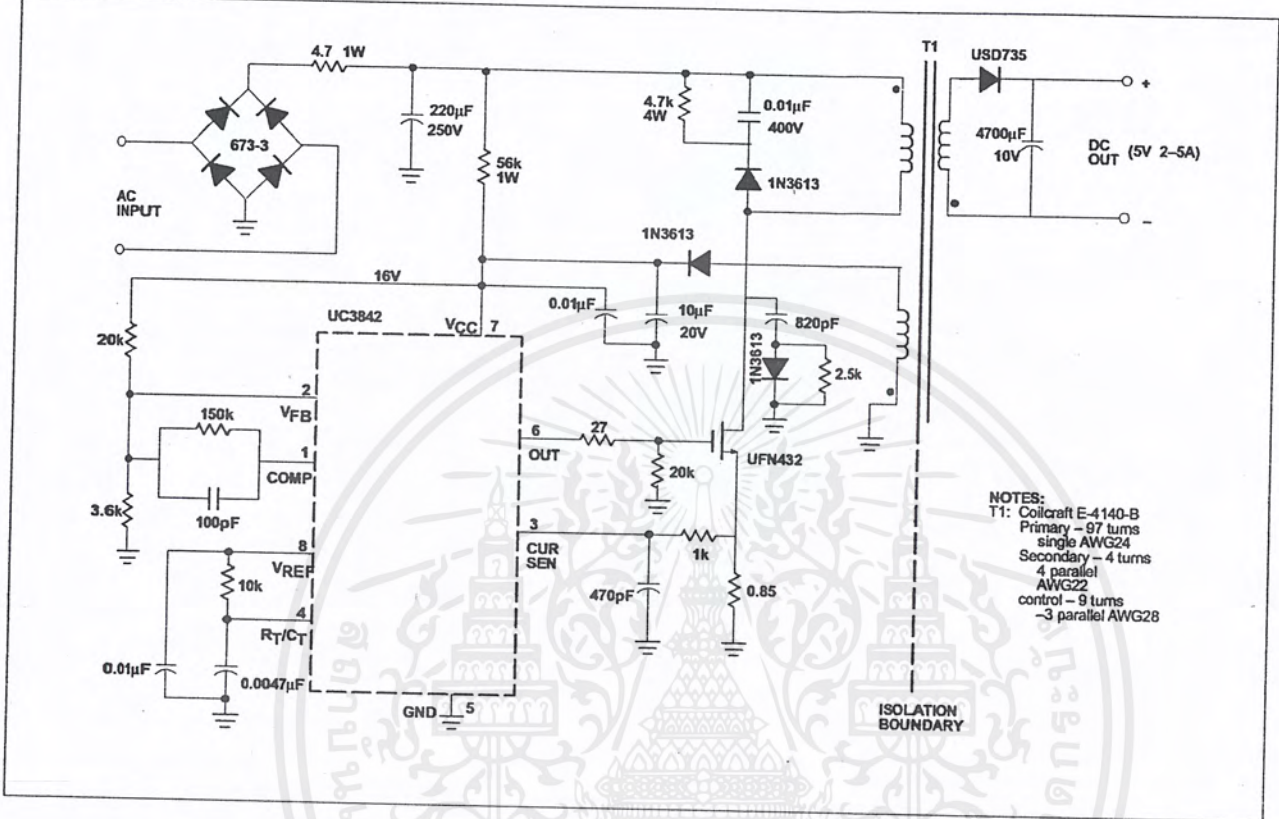 T1
USD735
4.7 1W
220µF
250V
4.7k
4W
0.01µF
400V
4700µF
10V
+
DC
OUT (5V 2–5A)
–
673-3
56k
1W
1N3613
AC
INPUT
1N3613
16V
0.01µF
10µF
20V
820pF
1N3613
2.5k
UC3842
VCC 7
20k
2
VFB
150k
1
COMP
100pF
3.6k
6
OUT
27
20k
UFN432
NOTES:
T1: Coilcraft E-4140-B
Primary – 97 turns
single AWG24
Secondary – 4 turns
4 parallel
AWG22
control – 9 turns
–3 parallel AWG28
3
CUR
SEN
1k
470pF
0.85
8
VREF
10k
4
RT/CT
0.01µF
0.0047µF
GND 5
ISOLATION
BOUNDARY